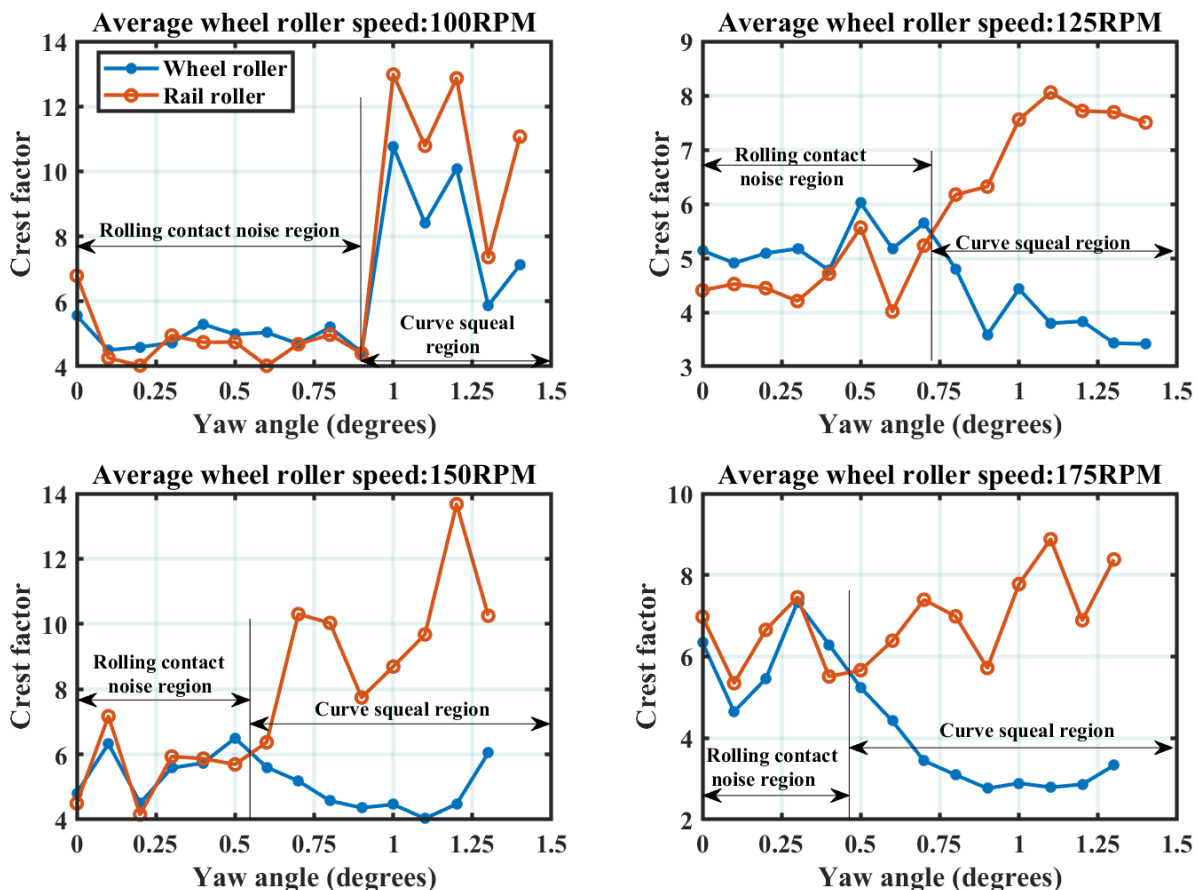 Average wheel roller speed:100RPM
14
12
10
8
6
4
Crest factor
Wheel roller
Rail roller
Rolling contact noise region
Curve squeal
region
0
0.25
0.5
0.75
1
1.25
1.5
Yaw angle (degrees)
Average wheel roller speed:125RPM
9
8
7
6
5
4
3
Crest factor
Rolling contact
noise region
Curve squeal region
0
0.25
0.5
0.75
1
1.25
1.5
Yaw angle (degrees)
Average wheel roller speed:150RPM
14
12
10
8
6
4
Crest factor
Rolling contact
noise region
Curve squeal region
0
0.25
0.5
0.75
1
1.25
1.5
Yaw angle (degrees)
Average wheel roller speed:175RPM
10
8
6
4
2
Crest factor
Rolling contact
noise region
Curve squeal region
0
0.25
0.5
0.75
1
1.25
1.5
Yaw angle (degrees)